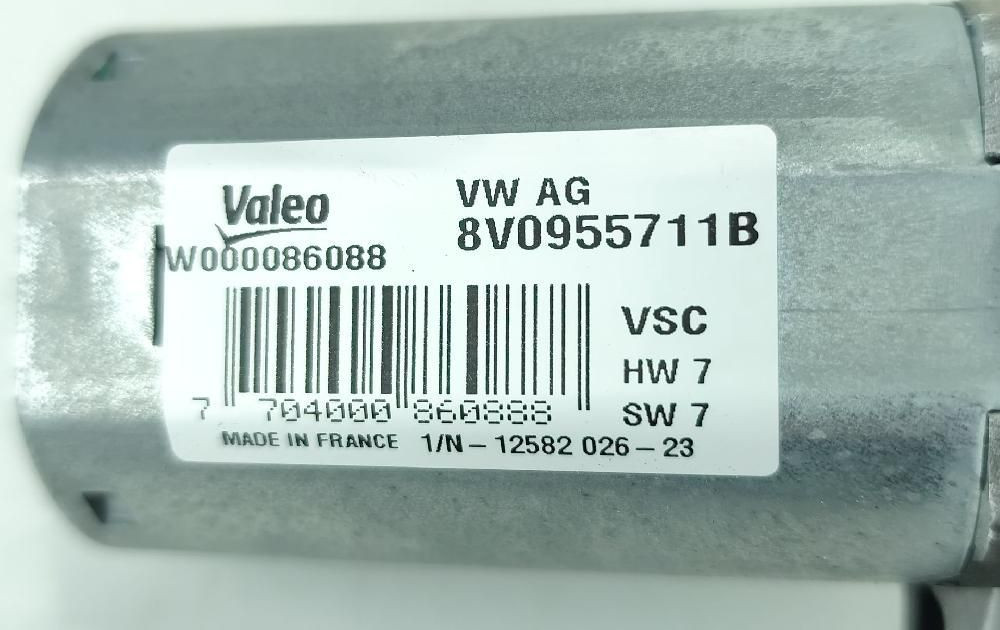 Valeo
VW AG
8V0955711B
W000086088
VSC
HW 7
7 704000 860888
SW 7
MADE IN FRANCE 1/N – 12582 026 – 23